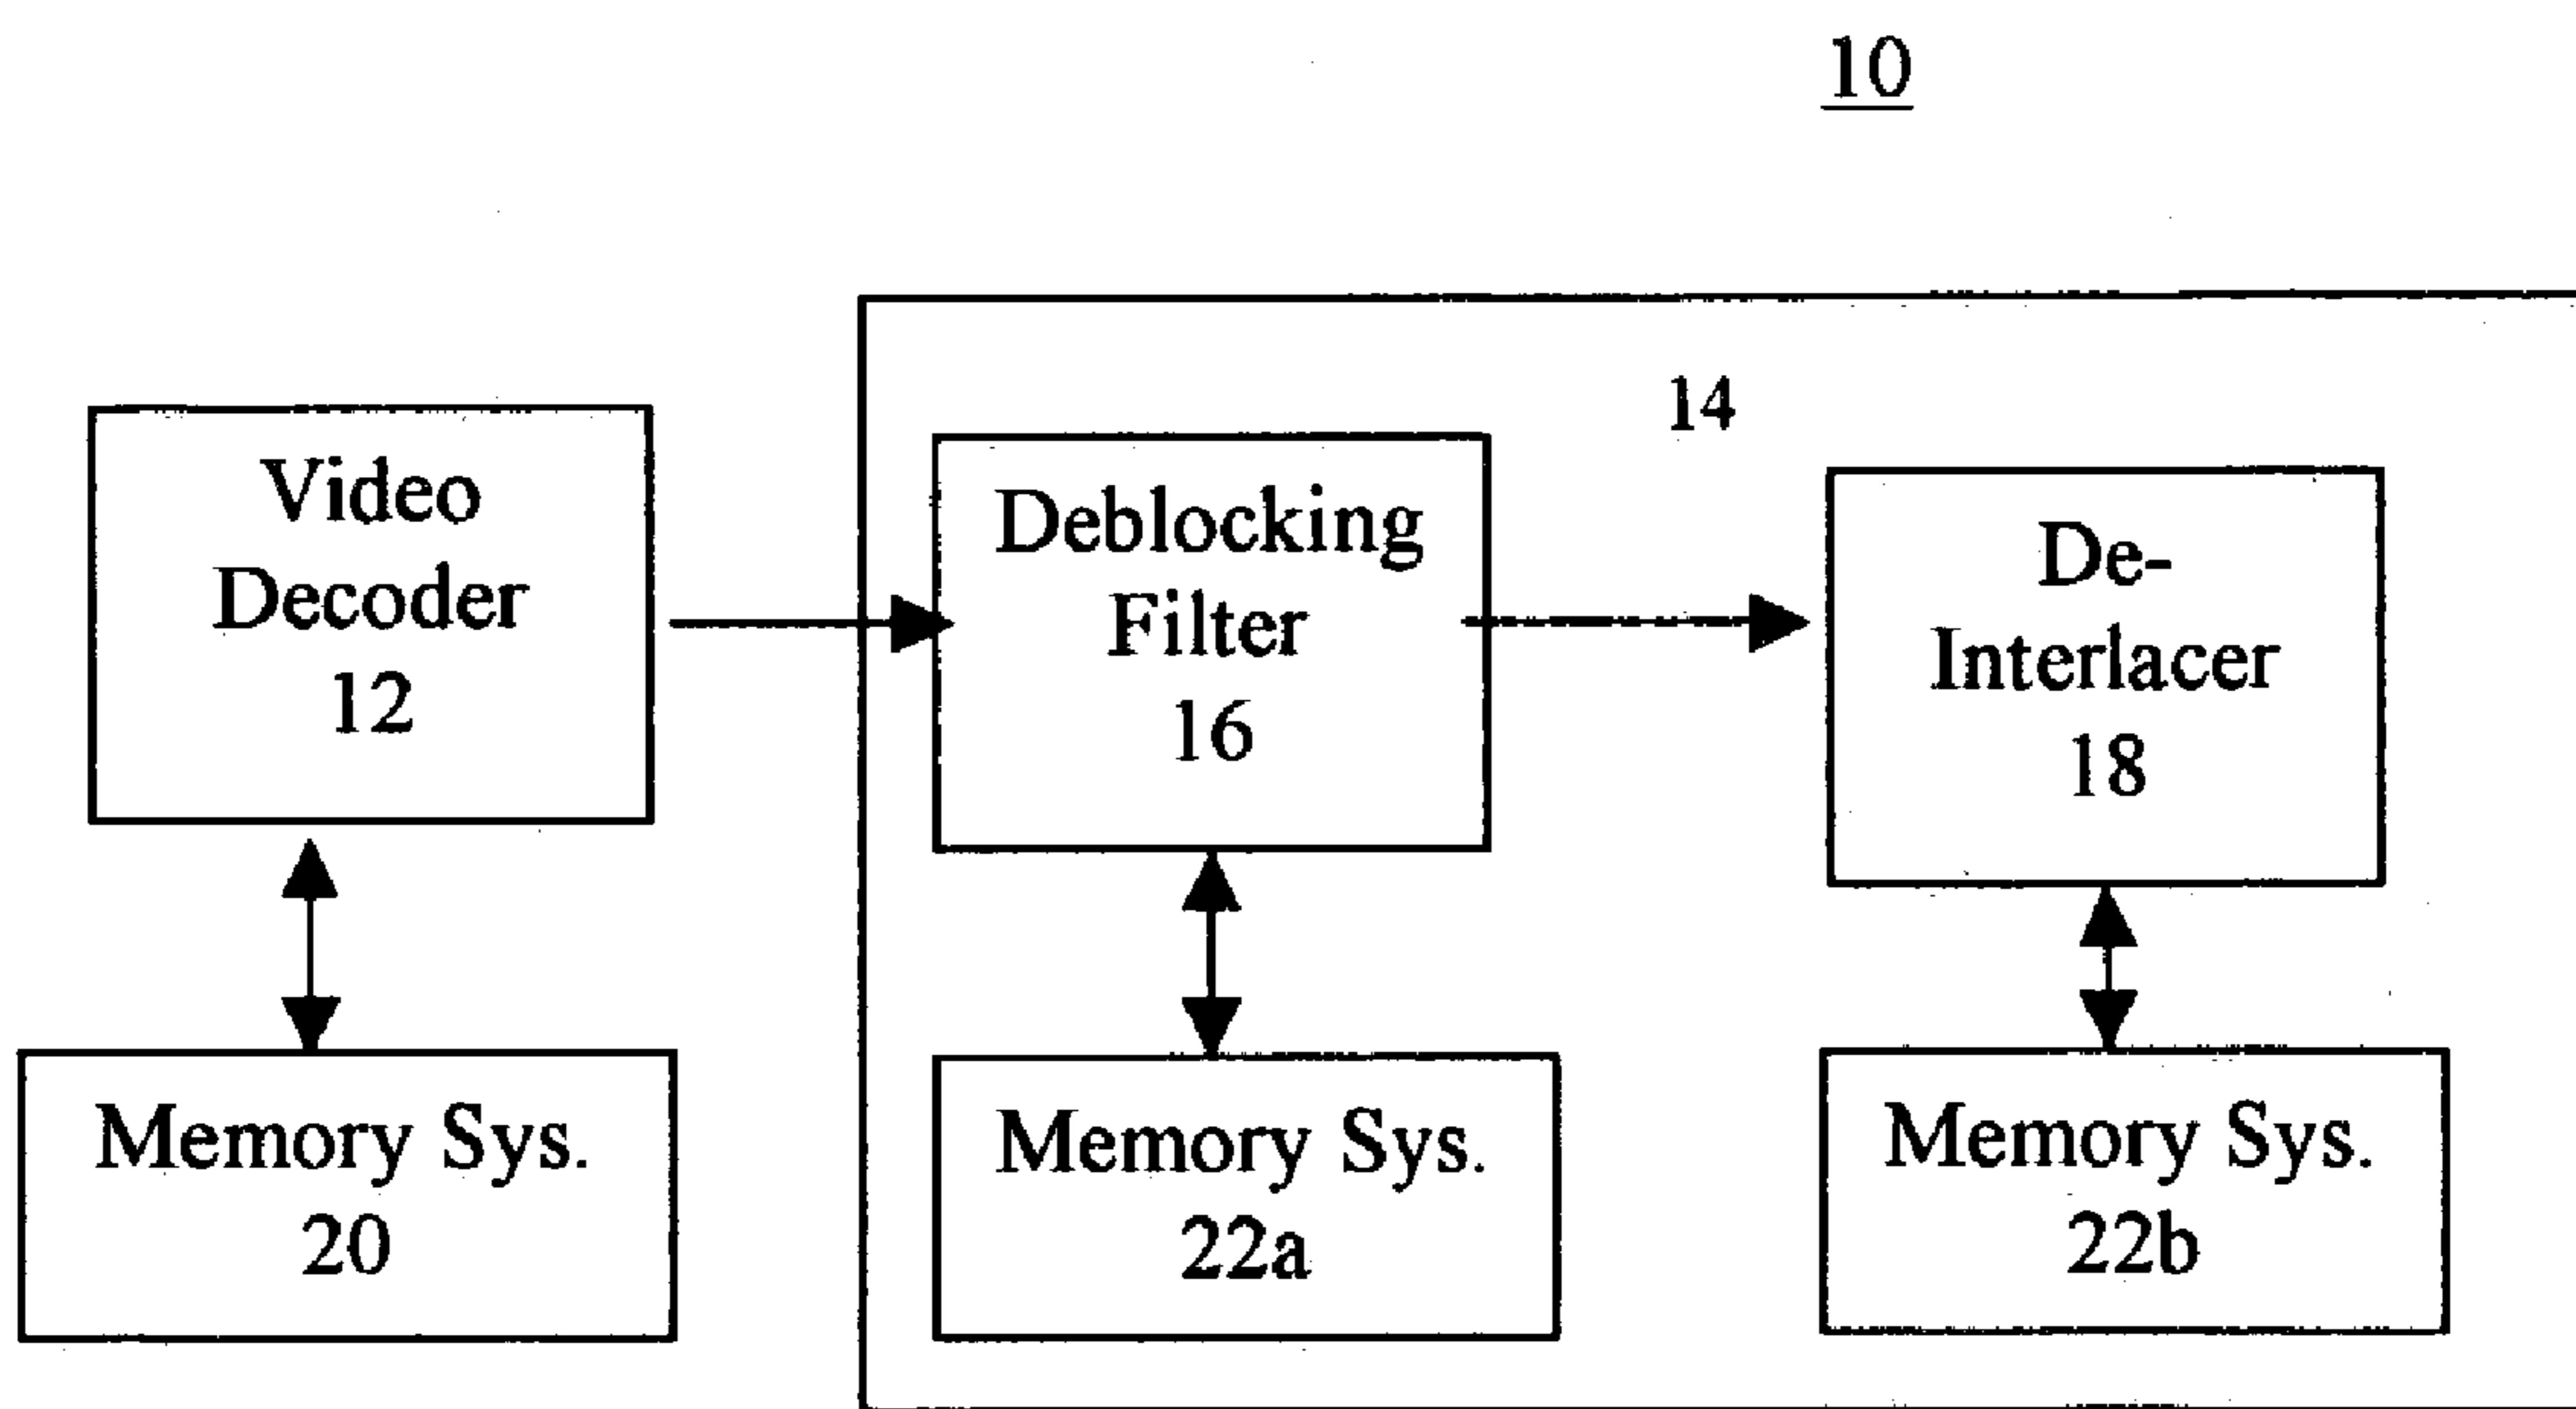 10
14
Video
Decoder
12
Deblocking
Filter
16
De-
Interlacer
18
Memory Sys.
20
Memory Sys.
22a
Memory Sys.
22b